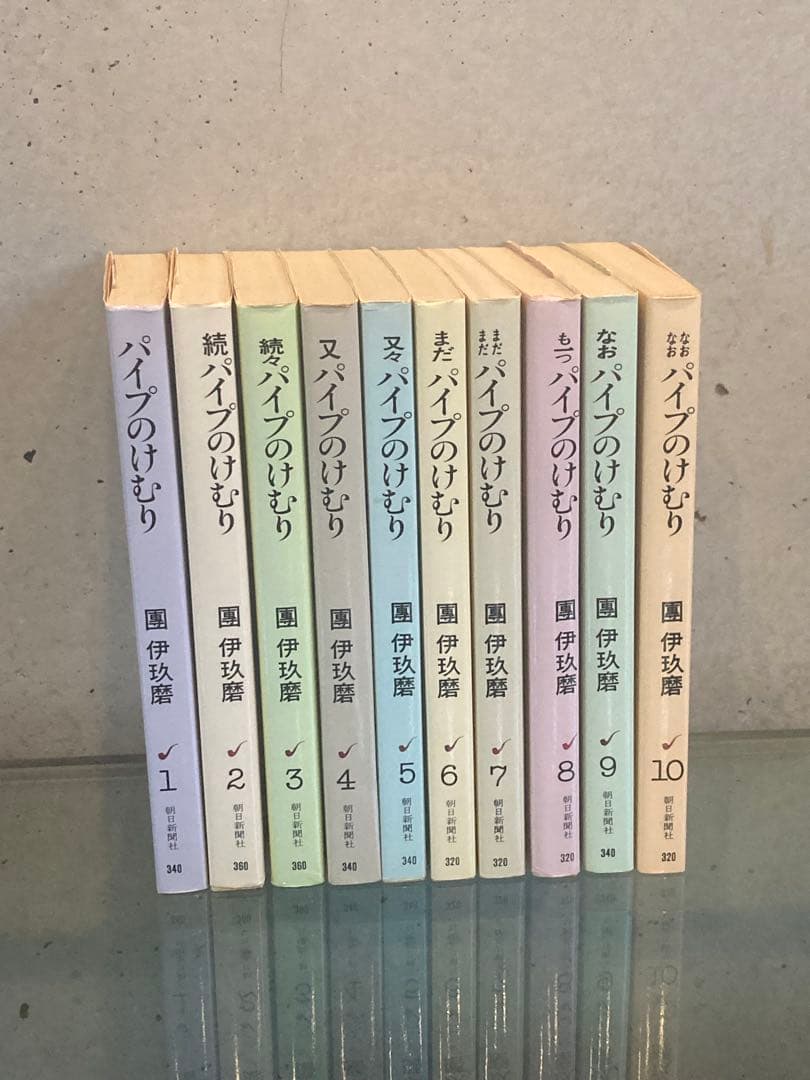 パイプのけむり
團 伊玖磨
1
朝日新聞社
340
続パイプのけむり
團 伊玖磨
2
朝日新聞社
360
続々パイプのけむり
團 伊玖磨
3
朝日新聞社
360
又パイプのけむり
團 伊玖磨
4
朝日新聞社
340
又々パイプのけむり
團 伊玖磨
5
朝日新聞社
340
まだパイプのけむり
團 伊玖磨
6
朝日新聞社
320
まだまだパイプのけむり
團 伊玖磨
7
朝日新聞社
320
も一つパイプのけむり
團 伊玖磨
8
朝日新聞社
320
なおパイプのけむり
團 伊玖磨
9
朝日新聞社
340
なおなおパイプのけむり
團 伊玖磨
10
朝日新聞社
320